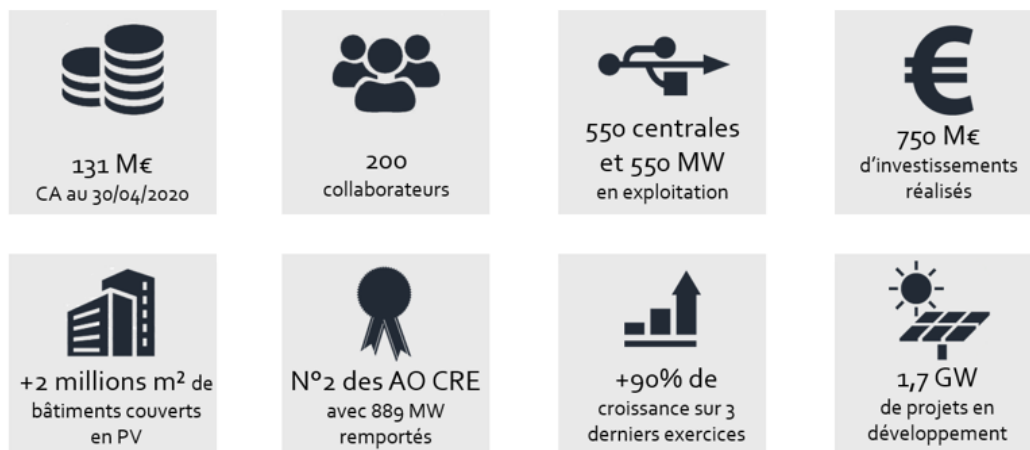 131 M€
CA au 30/04/2020
200
collaborateurs
550 centrales
et 550 MW
en exploitation
750 M€
d'investissements
réalisés
+2 millions m² de
bâtiments couverts
en PV
N°2 des AO CRE
avec 889 MW
remportés
+90% de
croissance sur 3
derniers exercices
1,7 GW
de projets en
développement